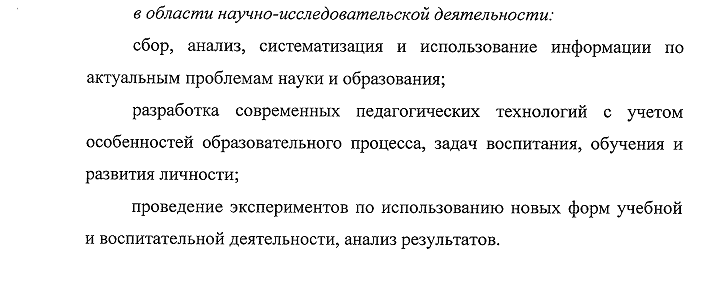 в области научно-исследовательской деятельности:
сбор, анализ, систематизация и использование информации по
актуальным проблемам науки и образования;
разработка современных педагогических технологий с учетом
особенностей образовательного процесса, задач воспитания, обучения и
развития личности;
проведение экспериментов по использованию новых форм учебной
и воспитательной деятельности, анализ результатов.